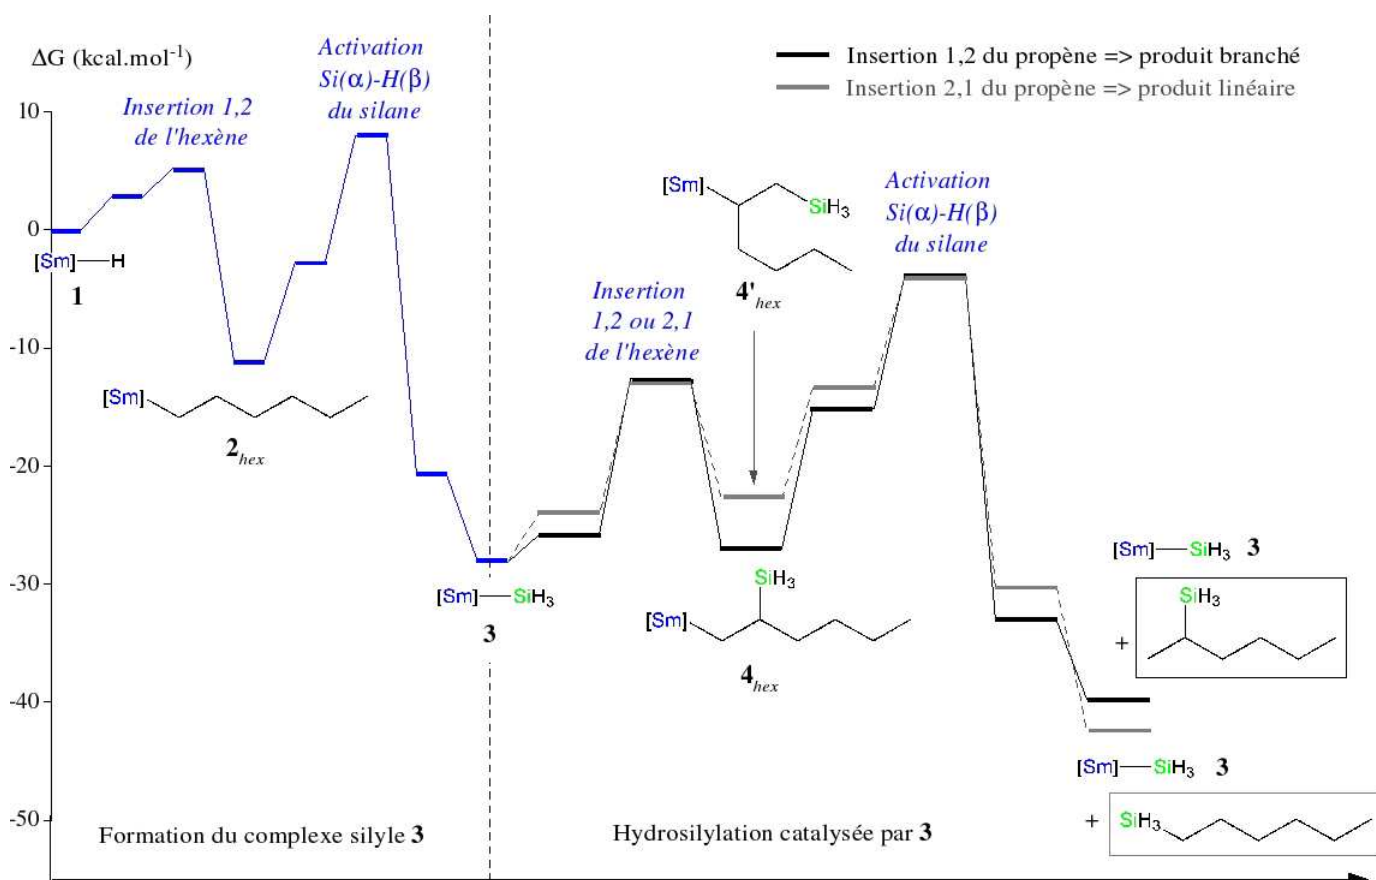 ΔG (kcal.mol⁻¹)
Activation
Si(α)-H(β)
du silane
Insertion 1,2 du propène => produit branché
Insertion 2,1 du propène => produit linéaire
Insertion 1,2
de l'hexène
10
0
-10
-20
-30
-40
-50
[Sm]—H
1
[Sm]
2hex
[Sm]
SiH3
4'hex
Activation
Si(α)-H(β)
du silane
Insertion
1,2 ou 2,1
de l'hexène
[Sm]—SiH3
3
SiH3
[Sm]
4hex
[Sm]—SiH3 3
SiH3
+
[Sm]—SiH3 3
+ SiH3
Formation du complexe silyle 3
Hydrosilylation catalysée par 3